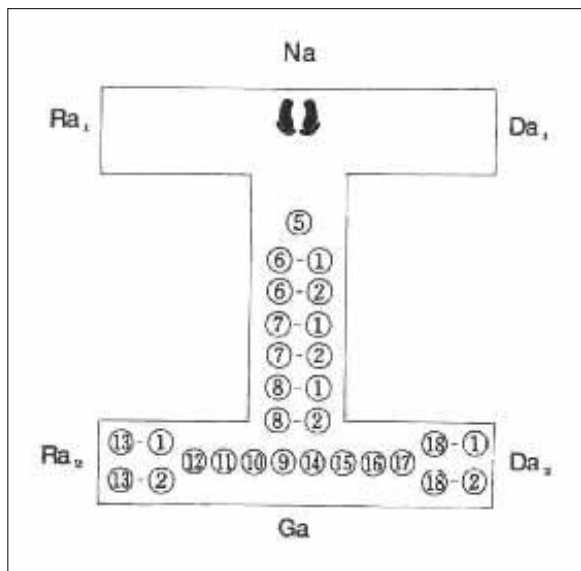 Na
Ra₁ Da₁
⑤
⑥-①
⑥-②
⑦-①
⑦-②
⑧-①
⑧-②
⑬-① ⑱-①
Ra₂ ⑫⑪⑩⑨⑭⑮⑯⑰ Da₂
⑬-② ⑱-②
Ga